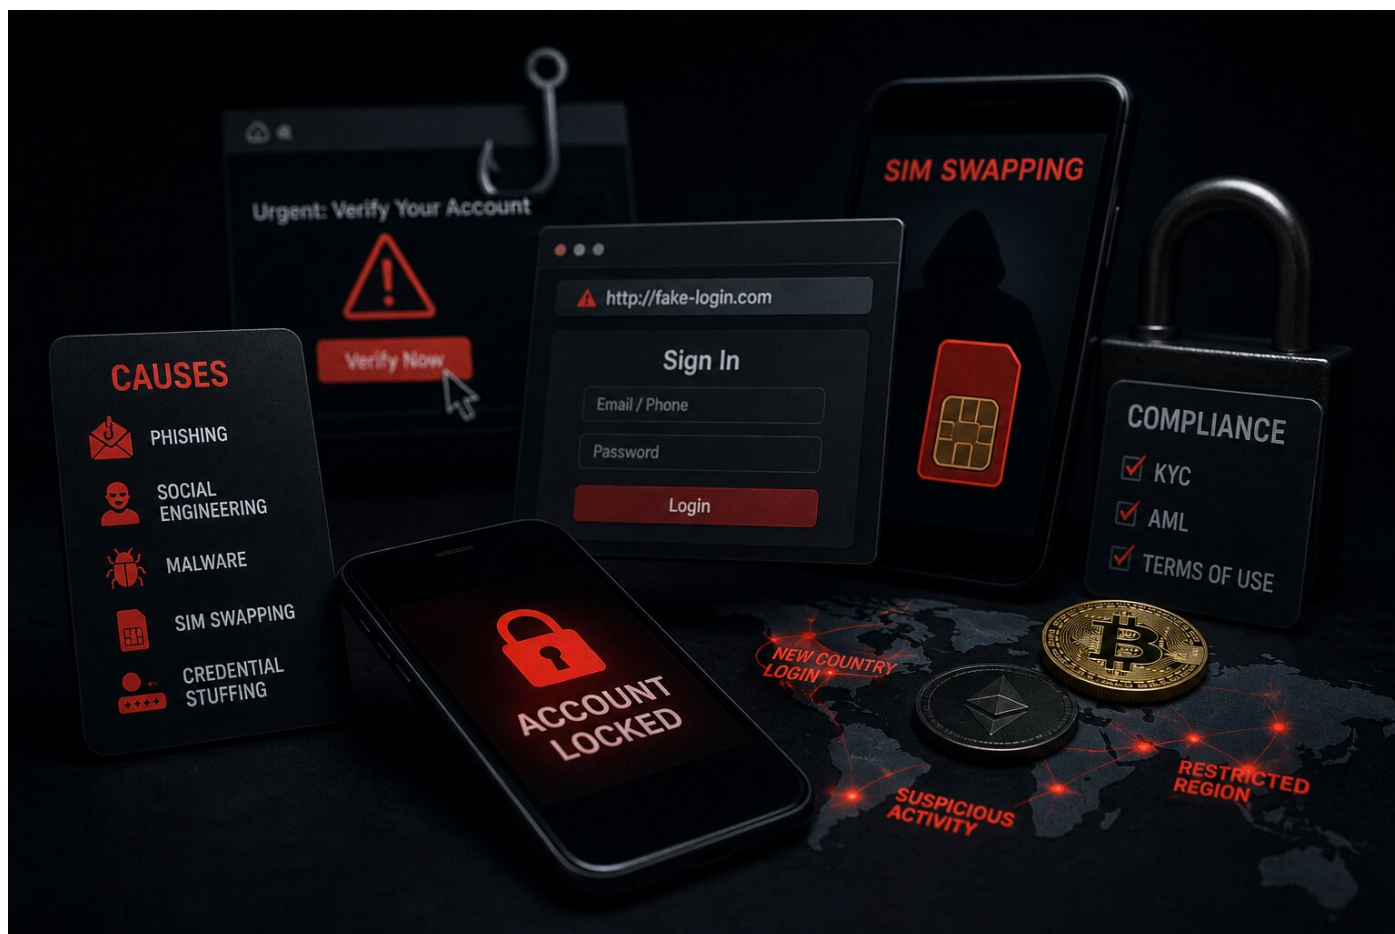 Urgent: Verify Your Account
Verify Now
http://fake-login.com
Sign In
Email / Phone
Password
Login
SIM SWAPPING
COMPLIANCE
KYC
AML
TERMS OF USE
CAUSES
PHISHING
SOCIAL
ENGINEERING
MALWARE
SIM SWAPPING
CREDENTIAL
STUFFING
ACCOUNT
LOCKED
NEW COUNTRY
LOGIN
SUSPICIOUS
ACTIVITY
RESTRICTED
REGION